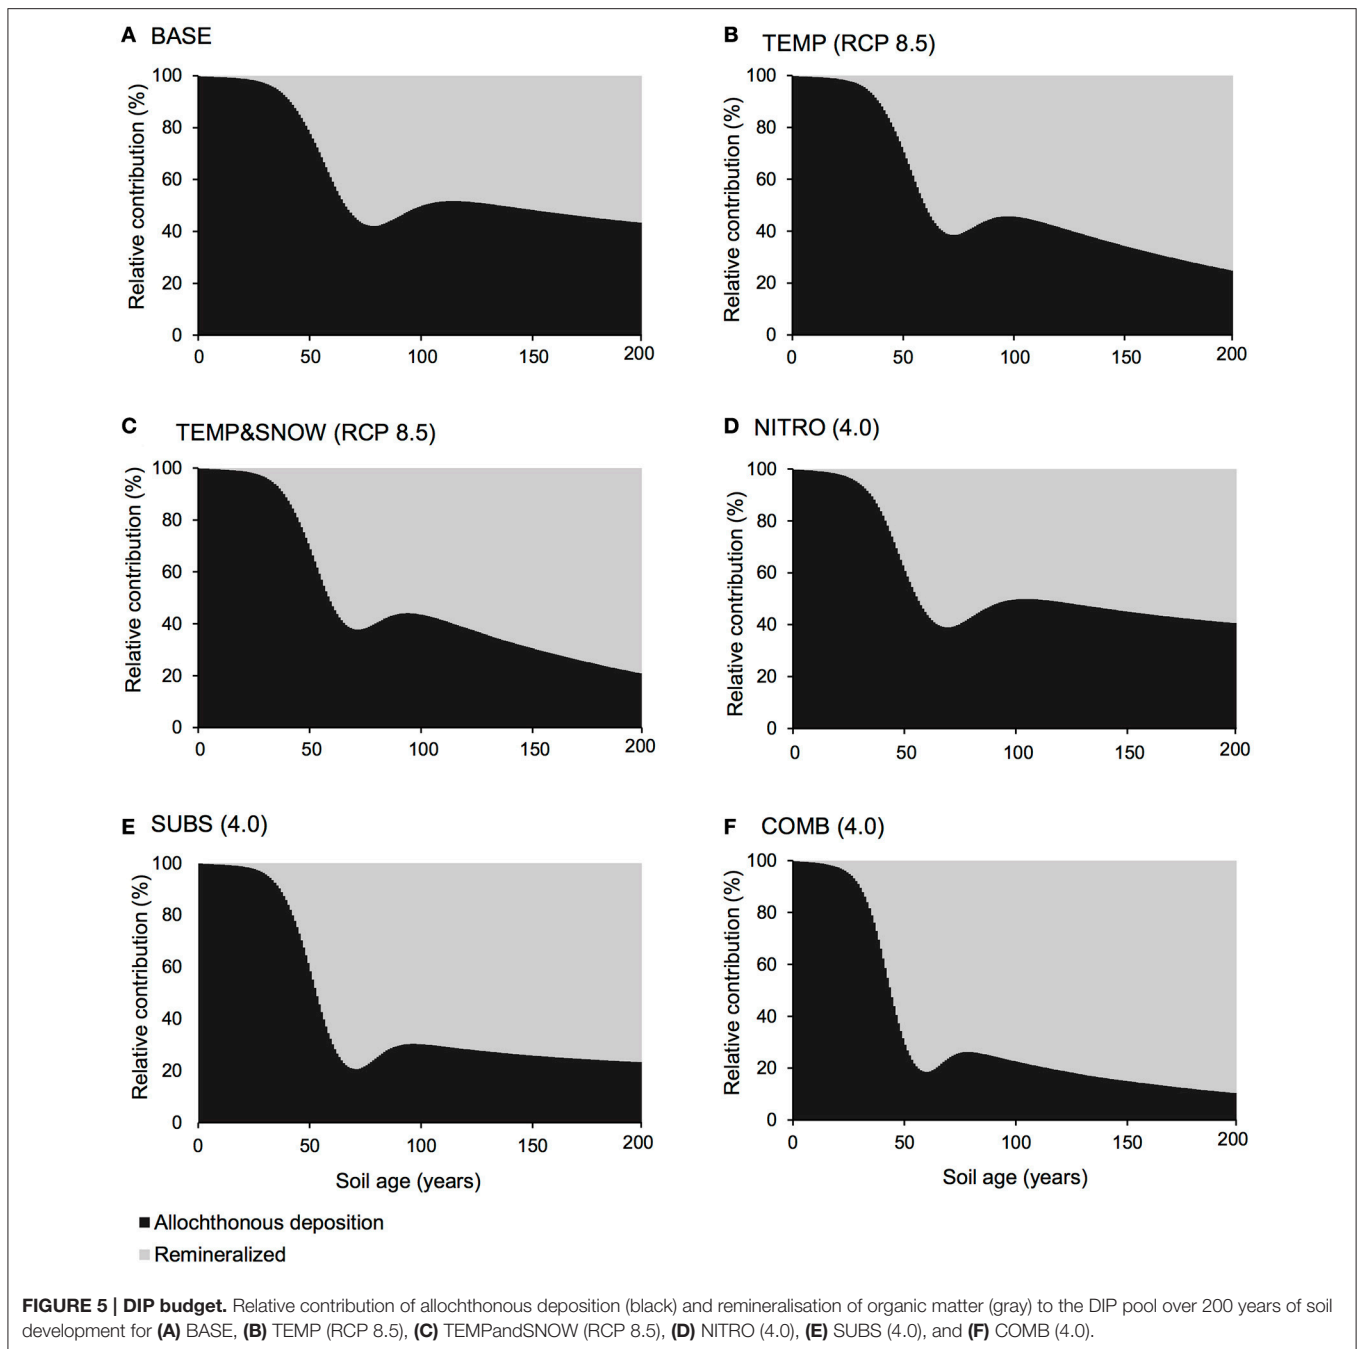 A BASE
Relative contribution (%)
100
80
60
40
20
0
0 50 100 150 200
B TEMP (RCP 8.5)
Relative contribution (%)
100
80
60
40
20
0
0 50 100 150 200
C TEMP&SNOW (RCP 8.5)
Relative contribution (%)
100
80
60
40
20
0
0 50 100 150 200
D NITRO (4.0)
Relative contribution (%)
100
80
60
40
20
0
0 50 100 150 200
E SUBS (4.0)
Relative contribution (%)
100
80
60
40
20
0
0 50 100 150 200
Soil age (years)
F COMB (4.0)
Relative contribution (%)
100
80
60
40
20
0
0 50 100 150 200
Soil age (years)
Allochthonous deposition
Remineralized
FIGURE 5 | DIP budget. Relative contribution of allochthonous deposition (black) and remineralisation of organic matter (gray) to the DIP pool over 200 years of soil
development for (A) BASE, (B) TEMP (RCP 8.5), (C) TEMPandSNOW (RCP 8.5), (D) NITRO (4.0), (E) SUBS (4.0), and (F) COMB (4.0).